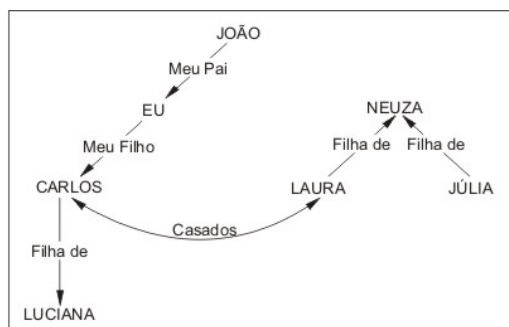 JOÃO
Meu Pai
EU
NEUZA
Meu Filho
Filha de
Filha de
CARLOS
LAURA
JÚLIA
Casados
Filha de
LUCIANA